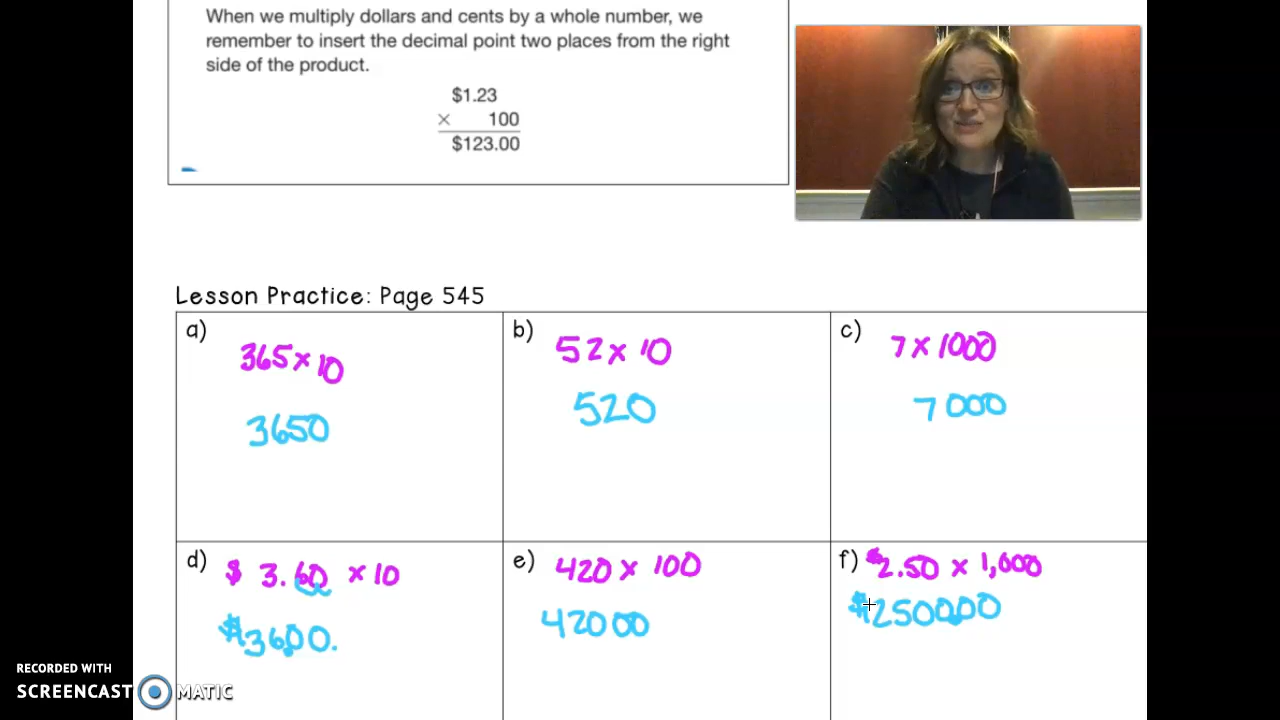 When we multiply dollars and cents by a whole number, we
remember to insert the decimal point two places from the right
side of the product.
$1.23
× 100
$123.00
Lesson Practice: Page 545
a) 365 x 10
3650
b) 52 x 10
520
c) 7 x 1000
7000
d) $ 3.60 x 10
$36.00.
e) 420 x 100
42000
f) $2.50 x 1,000
$2500.00
RECORDED WITH
SCREENCAST MATIC